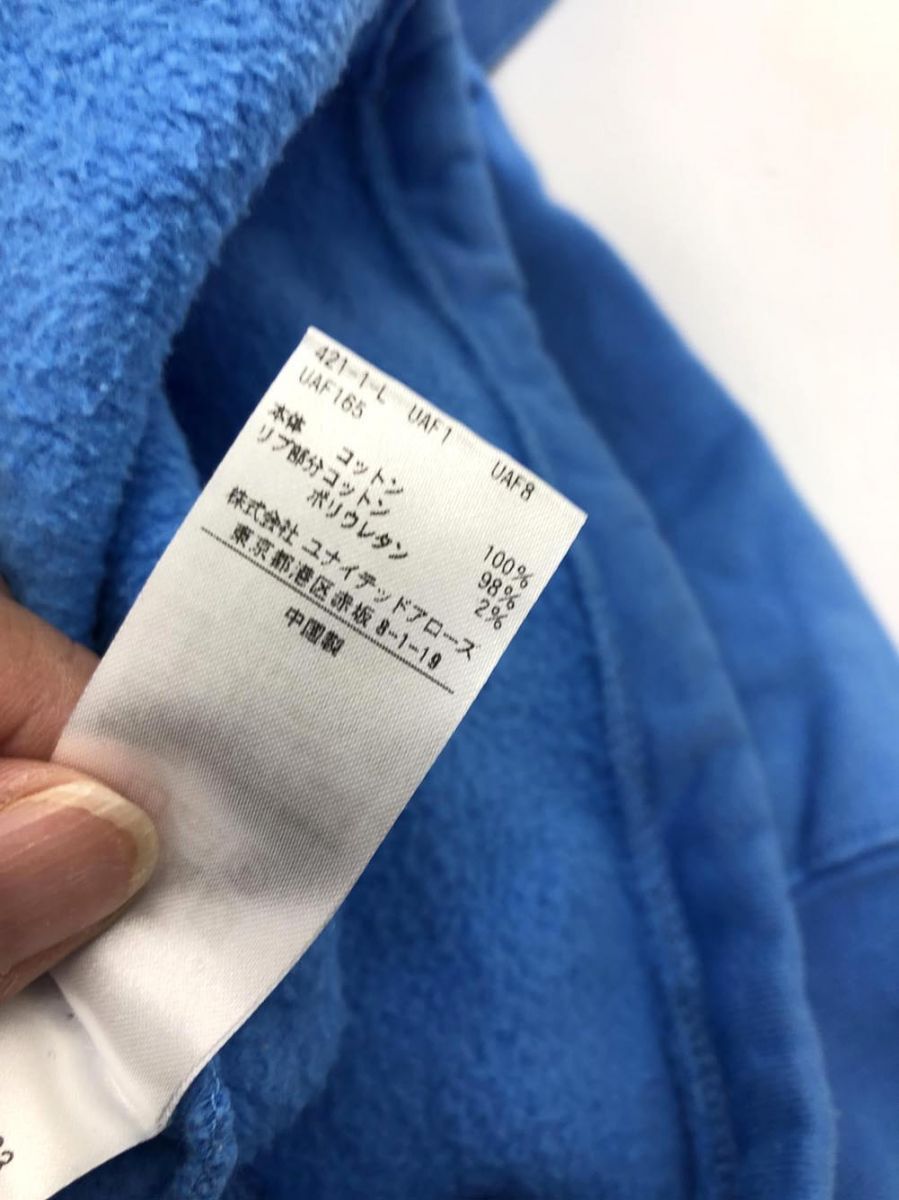 421-1-L UAF1 UAF8
UAF165
本体 コットン 100%
リブ部分コットン 98%
ポリウレタン 2%
株式会社 ユナイテッドアローズ
東京都港区赤坂 8-1-19
中国製